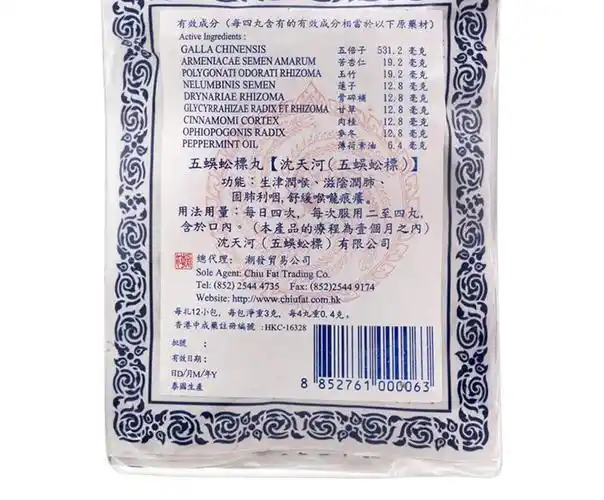 有效成分（每四丸含有的有效成分相當於以下原藥材）
Active Ingredients :
GALLA CHINENSIS 五倍子 531.2 毫克
ARMENIACAE SEMEN AMARUM 苦杏仁 19.2 毫克
POLYGONATI ODORATI RHIZOMA 玉竹 19.2 毫克
NELUMBINIS SEMEN 蓮子 12.8 毫克
DRYNARIAE RHIZOMA 骨碎補 12.8 毫克
GLYCYRRHIZAE RADIX ET RHIZOMA 甘草 12.8 毫克
CINNAMOMI CORTEX 肉桂 12.8 毫克
OPHIOPOGONIS RADIX 麥冬 12.8 毫克
PEPPERMINT OIL 薄荷素油 6.4 毫克
五蜈蚣標丸【沈天河（五蜈蚣標）】
功能：生津潤喉、滋陰潤肺、
固肺利咽,舒緩喉嚨痕癢。
用法用量：每日四次，每次服用二至四丸，
含於口內。（本產品的療程為壹個月之內）
沈天河（五蜈蚣標）有限公司
總代理： 潮發貿易公司
Sole Agent: Chiu Fat Trading Co.
Tel: (852) 2544 4735 Fax: (852)2544 9174
Website: http://www.chiufat.com.hk
每扎12小包，每包淨重3克，每4丸重0.4克。
香港中成藥註冊編號 :HKC-16328
批號 :
有效日期:
日D/月M/年Y
泰國生產
8 852761 000063